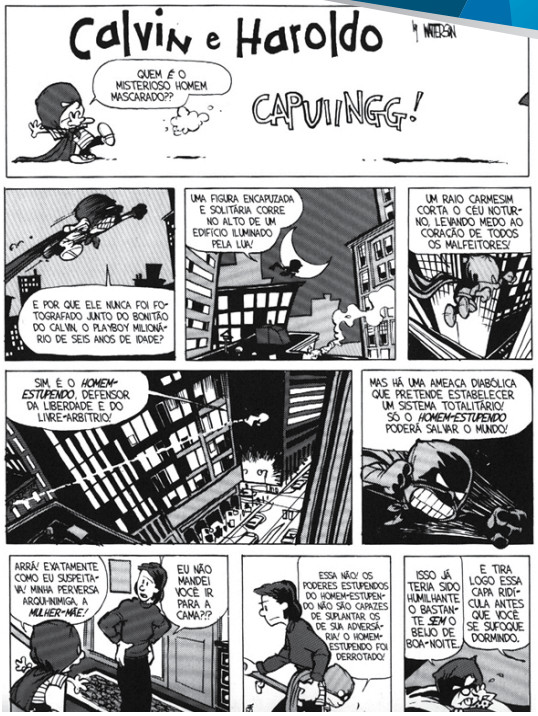 Calvin e Haroldo
by WATERSON
QUEM É O
MISTERIOSO HOMEM
MASCARADO??
CAPUIINGG!
E POR QUE ELE NUNCA FOI FO-
TOGRAFADO JUNTO DO BONITÃO
DO CALVIN, O PLAYBOY MILIONÁ-
RIO DE SEIS ANOS DE IDADE?
UMA FIGURA ENCAPUZADA
E SOLITÁRIA CORRE
NO ALTO DE UM
EDIFÍCIO ILUMINADO
PELA LUA!
UM RAIO CARMESIM
CORTA O CÉU NOTUR-
NO, LEVANDO MEDO AO
CORAÇÃO DE TODOS
OS MALFEITORES!
SIM, É O HOMEM-
ESTUPENDO, DEFENSOR
DA LIBERDADE E DO
LIVRE-ARBÍTRIO!
MAS HÁ UMA AMEAÇA DIABÓLICA
QUE PRETENDE ESTABELECER
UM SISTEMA TOTALITÁRIO!
SÓ O HOMEM-ESTUPENDO
PODERÁ SALVAR O MUNDO!
ARRÁ! EXATAMENTE
COMO EU SUSPEITA-
VA! MINHA PERVERSA
ARQUI-INIMIGA, A
MULHER-MÃE!
EU NÃO
MANDEI
VOCÊ IR
PARA A
CAMA?!?
ESSA NÃO! OS
PODERES ESTUPENDOS
DO HOMEM-ESTUPEN-
DO NÃO SÃO CAPAZES
DE SUPLANTAR OS
DE SUA ADVERSÁ-
RIA! O HOMEM-
ESTUPENDO FOI
DERROTADO!
ISSO JÁ
TERIA SIDO
HUMILHANTE
O BASTAN-
TE SEM O
BEIJO DE
BOA-NOITE.
E TIRA
LOGO ESSA
CAPA RIDÍ-
CULA ANTES
QUE VOCÊ
SE SUFOQUE
DORMINDO.